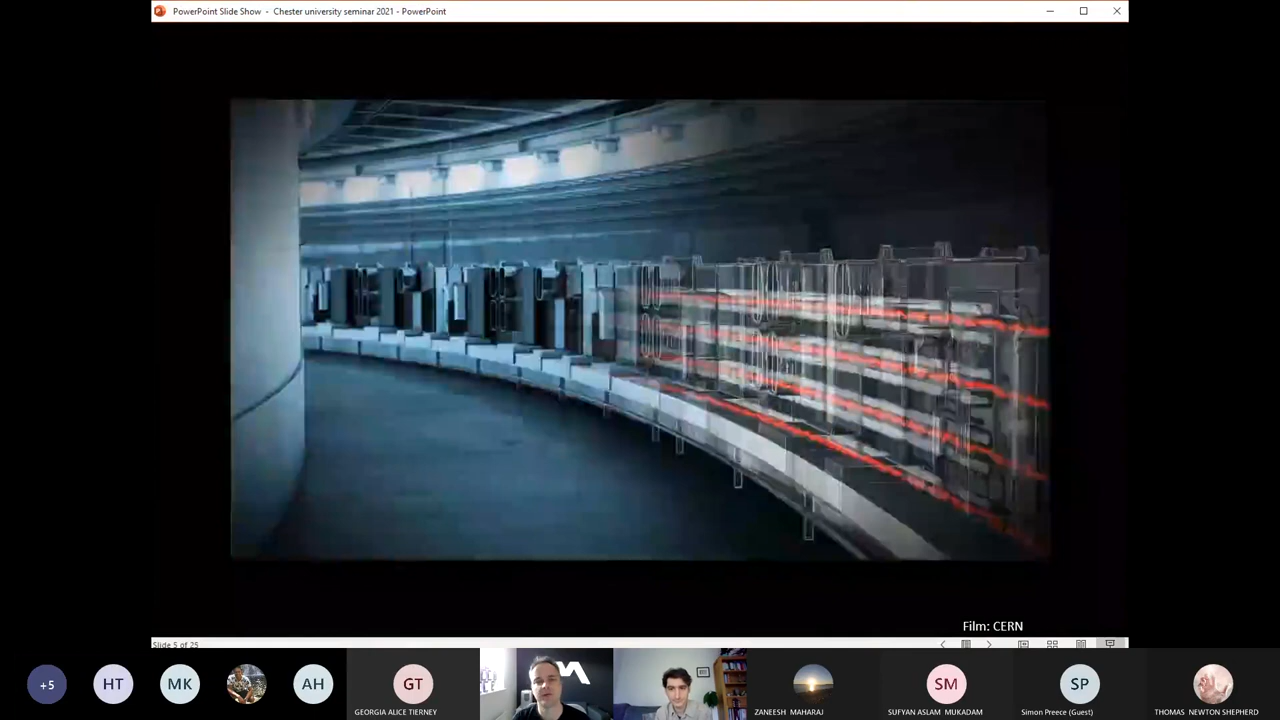 PowerPoint Slide Show - Chester university seminar 2021 - PowerPoint
Film: CERN
Slide 5 of 25
+5
HT
MK
AH
GT
GEORGIA ALICE TIERNEY
ZANEESH MAHARAJ
SM
SUFYAN ASLAM MUKADAM
SP
Simon Preece (Guest)
THOMAS NEWTON SHEPHERD